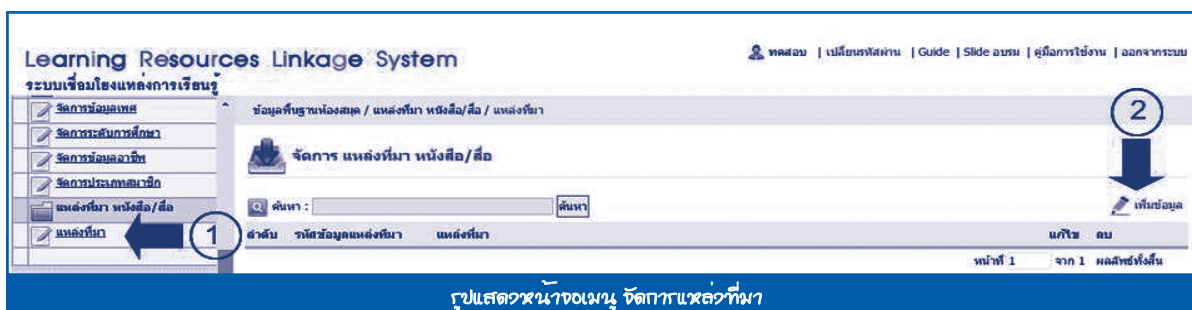 Learning Resources Linkage System
ระบบเชื่อมโยงแหล่งการเรียนรู้
ทดสอบ | เปลี่ยนรหัสผ่าน | Guide | Slide อบรม | คู่มือการใช้งาน | ออกจากระบบ
จัดการข้อมูลเพศ
จัดการระดับการศึกษา
จัดการข้อมูลอาชีพ
จัดการประเภทสมาชิก
แหล่งที่มา หนังสือ/สื่อ
แหล่งที่มา
1
ข้อมูลพื้นฐานห้องสมุด / แหล่งที่มา หนังสือ/สื่อ / แหล่งที่มา
2
จัดการ แหล่งที่มา หนังสือ/สื่อ
ค้นหา : ค้นหา
เพิ่มข้อมูล
ลำดับ รหัสข้อมูลแหล่งที่มา แหล่งที่มา แก้ไข ลบ
หน้าที่ 1 จาก 1 ผลลัพธ์ทั้งสิ้น
รูปแสดงหน้าจอเมนู จัดการแหล่งที่มา